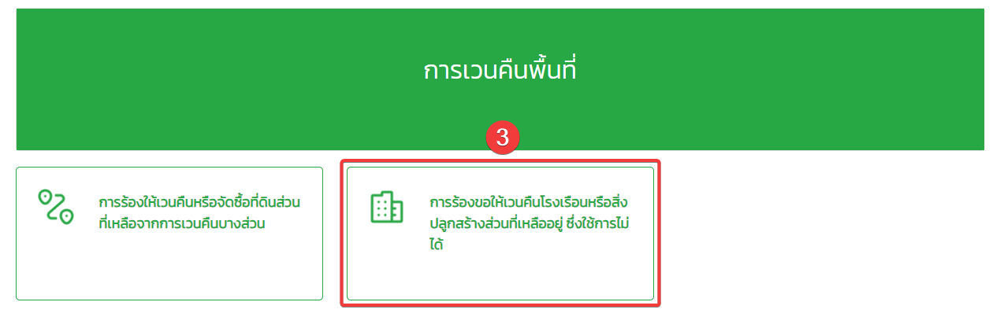 การเวนคืนพื้นที่
3
การร้องให้เวนคืนหรือจัดซื้อที่ดินส่วน
ที่เหลือจากการเวนคืนบางส่วน
การร้องขอให้เวนคืนโรงเรือนหรือสิ่ง
ปลูกสร้างส่วนที่เหลืออยู่ ซึ่งใช้การไม่
ได้